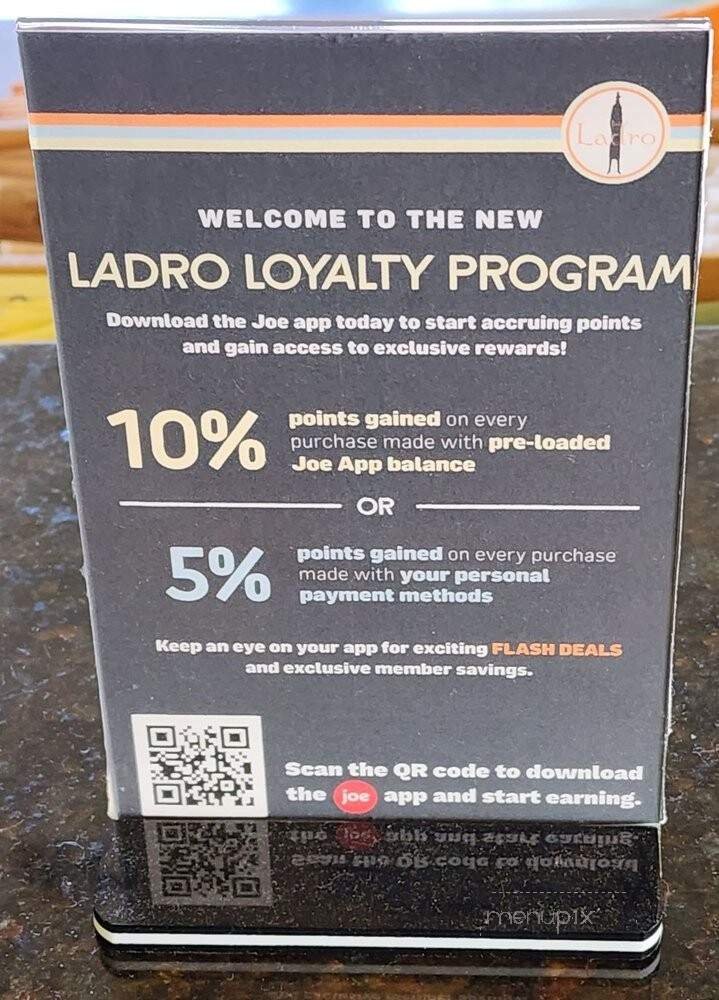 Ladro
WELCOME TO THE NEW
LADRO LOYALTY PROGRAM
Download the Joe app today to start accruing points
and gain access to exclusive rewards!
10%
points gained on every
purchase made with pre-loaded
Joe App balance
OR
5%
points gained on every purchase
made with your personal
payment methods
Keep an eye on your app for exciting FLASH DEALS
and exclusive member savings.
Scan the QR code to download
the joe app and start earning.
menupix